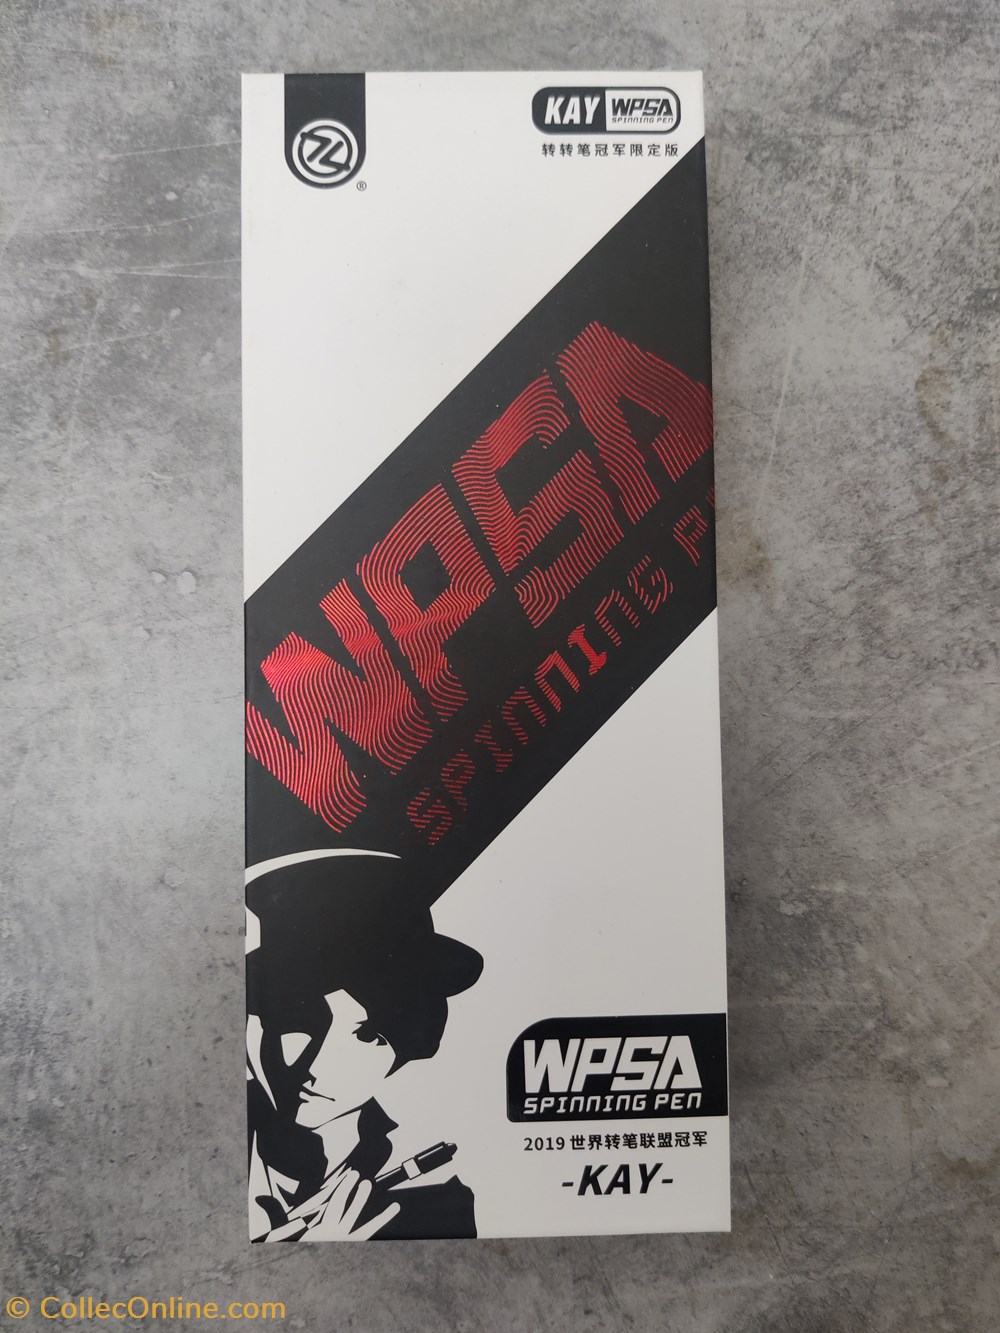 KAY WPSA
SPINNING PEN
转转笔冠军限定版
®
WPSA
SPINNING P
WPSA
SPINNING PEN
2019 世界转笔联盟冠军
-KAY-
© CollecOnline.com